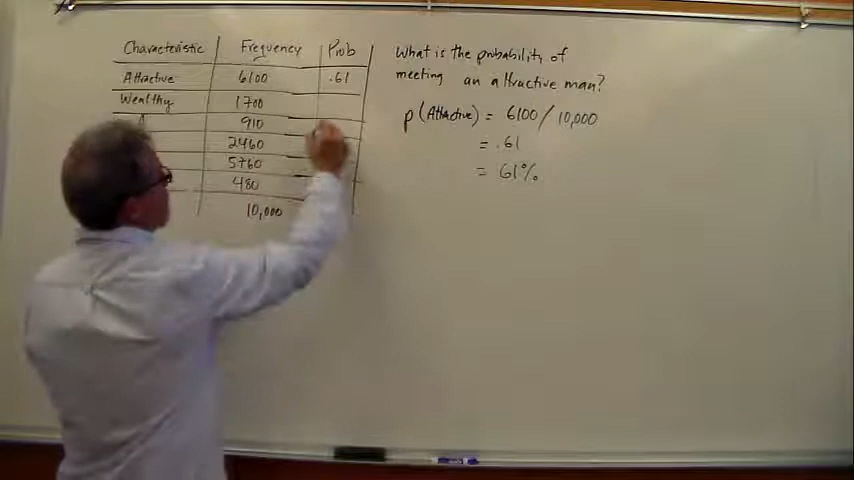 Characteristic Frequency Prob
Attractive 6100 .61
Wealthy 1700
910
2460
5760
480
10,000
What is the probability of
meeting an attractive man?
P(Attractive) = 6100/10,000
= .61
= 61%